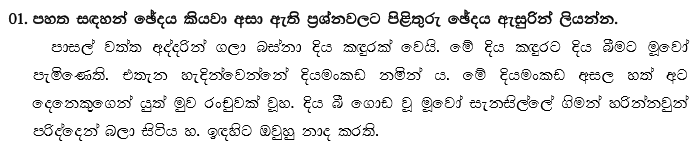 01. පහත සඳහන් ඡේදය කියවා අසා ඇති ප්‍රශ්නවලට පිළිතුරු ඡේදය ඇසුරින් ලියන්න.
පාසල් වත්ත අද්දරින් ගලා බස්නා දිය කඳුරක් වෙයි. මේ දිය කඳුරට දිය බීමට මූවෝ
පැමිණෙති. එතැන හැදින්වෙන්නේ දියමංකඩ නමින් ය. මේ දියමංකඩ අසල හත් අට
දෙනෙකුගෙන් යුත් මුව රංචුවක් වූහ. දිය බී ගොඩ වූ මූවෝ සැනසිල්ලේ ගිමන් හරින්නවුන්
පරිද්දෙන් බලා සිටිය හ. ඉඳහිට ඔවුහු නාද කරති.